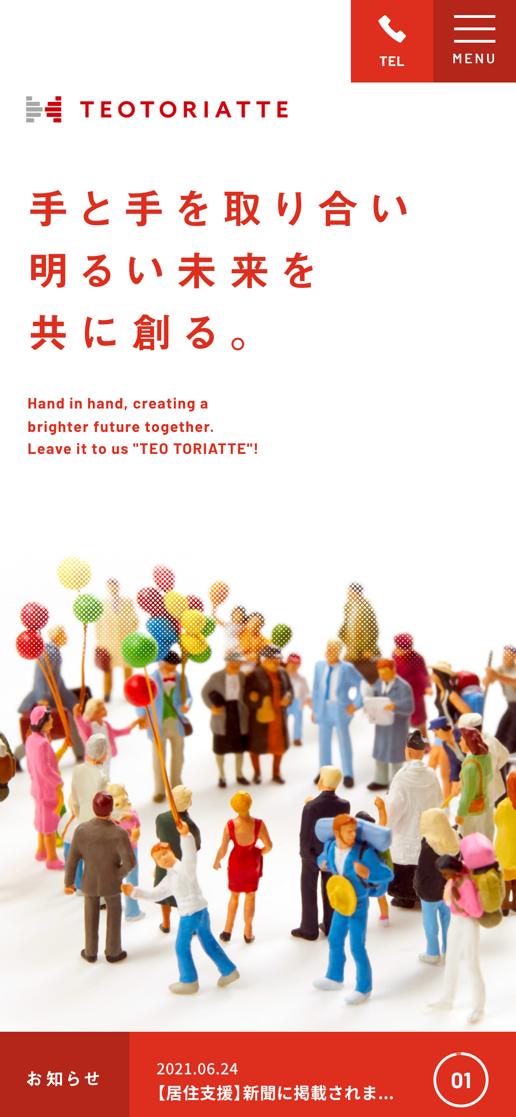 TEL
MENU
TEOTORIATTE
手と手を取り合い
明るい未来を
共に創る。
Hand in hand, creating a
brighter future together.
Leave it to us "TEO TORIATTE"!
お知らせ
2021.06.24
【居住支援】新聞に掲載されま...
01